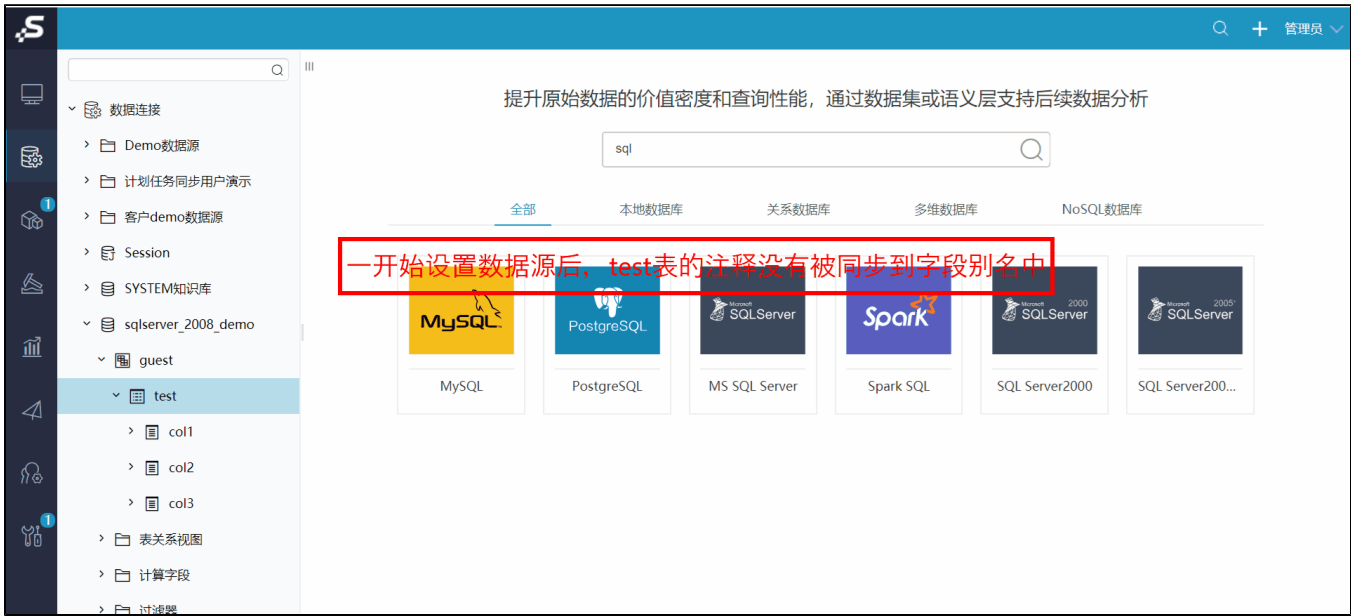 管理员
提升原始数据的价值密度和查询性能，通过数据集或语义层支持后续数据分析
sql
全部 本地数据库 关系数据库 多维数据库 NoSQL数据库
一开始设置数据源后，test表的注释没有被同步到字段别名中
MySQL PostgreSQL Microsoft SQLServer Spark Microsoft 2000 SQLServer Microsoft 2005 SQLServer
MySQL PostgreSQL MS SQL Server Spark SQL SQL Server2000 SQL Server200...
数据连接
Demo数据源
计划任务同步用户演示
客户demo数据源
Session
SYSTEM知识库
sqlserver_2008_demo
guest
test
col1
col2
col3
表关系视图
计算字段
过滤器
1
1